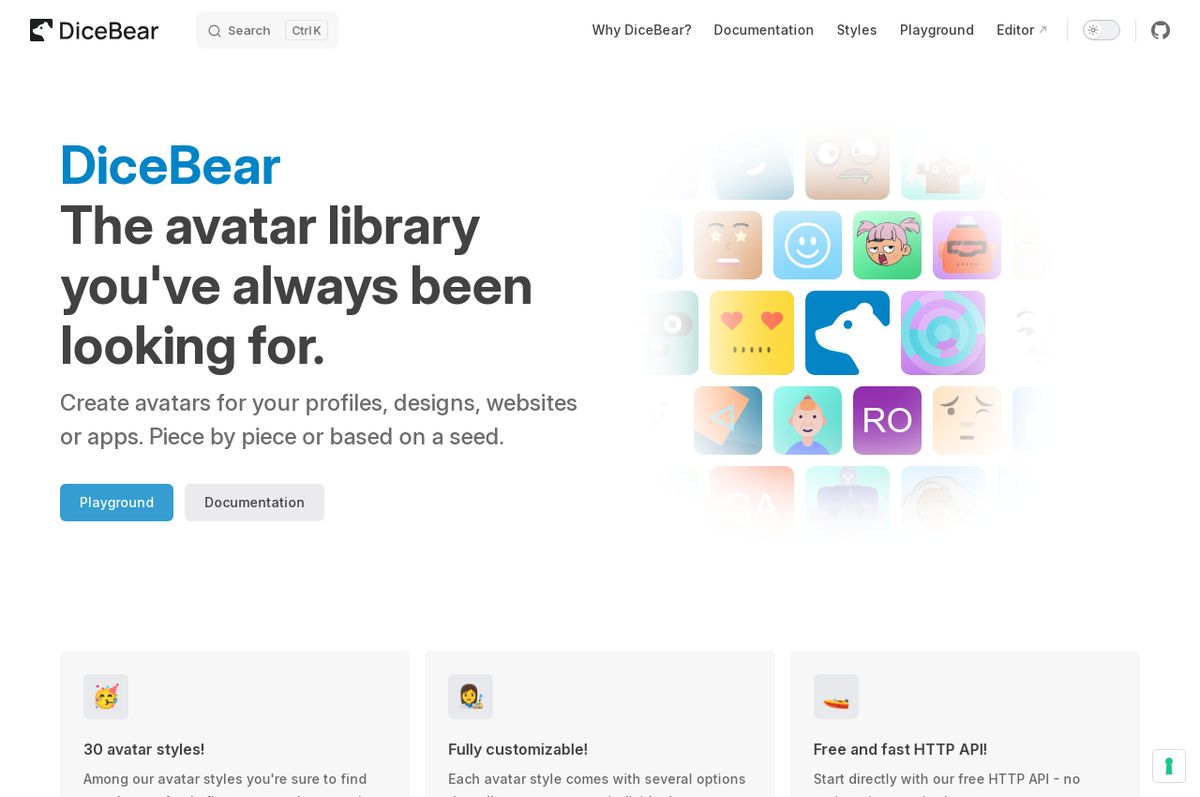 DiceBear
Search Ctrl K
Why DiceBear? Documentation Styles Playground Editor
DiceBear
The avatar library
you've always been
looking for.
Create avatars for your profiles, designs, websites
or apps. Piece by piece or based on a seed.
Playground Documentation
RO
SA
30 avatar styles!
Among our avatar styles you're sure to find
Fully customizable!
Each avatar style comes with several options
Free and fast HTTP API!
Start directly with our free HTTP API - no